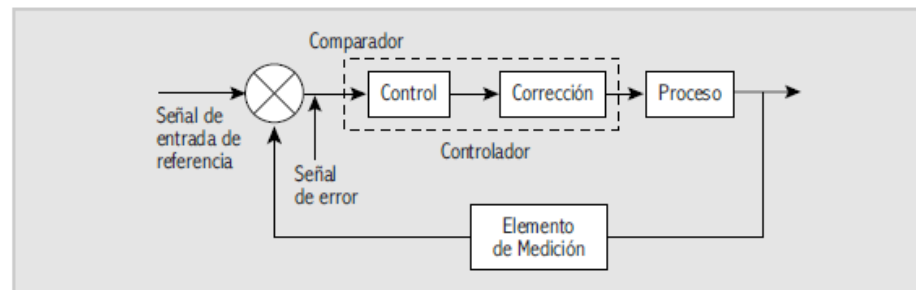 Comparador
Control
Corrección
Proceso
Señal de
entrada de
referencia
Controlador
Señal
de error
Elemento
de Medición